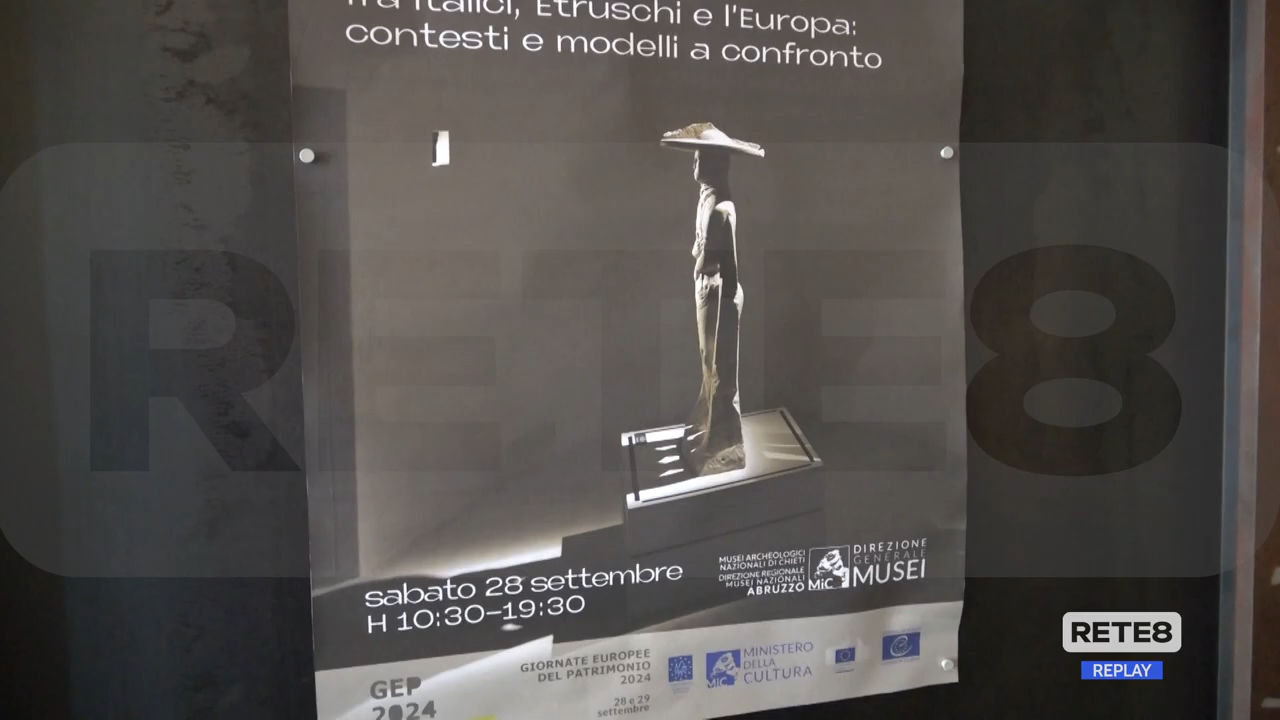 fra Italici, Etruschi e l'Europa:
contesti e modelli a confronto
sabato 28 settembre
H 10:30–19:30
MUSEI ARCHEOLOGICI
NAZIONALI DI CHIETI
DIREZIONE REGIONALE
MUSEI NAZIONALI
ABRUZZO
MiC
DIREZIONE
GENERALE
MUSEI
GEP
2024
GIORNATE EUROPEE
DEL PATRIMONIO
2024
28 e 29
settembre
MiC
MINISTERO
DELLA
CULTURA
RETE8
RETE8
REPLAY